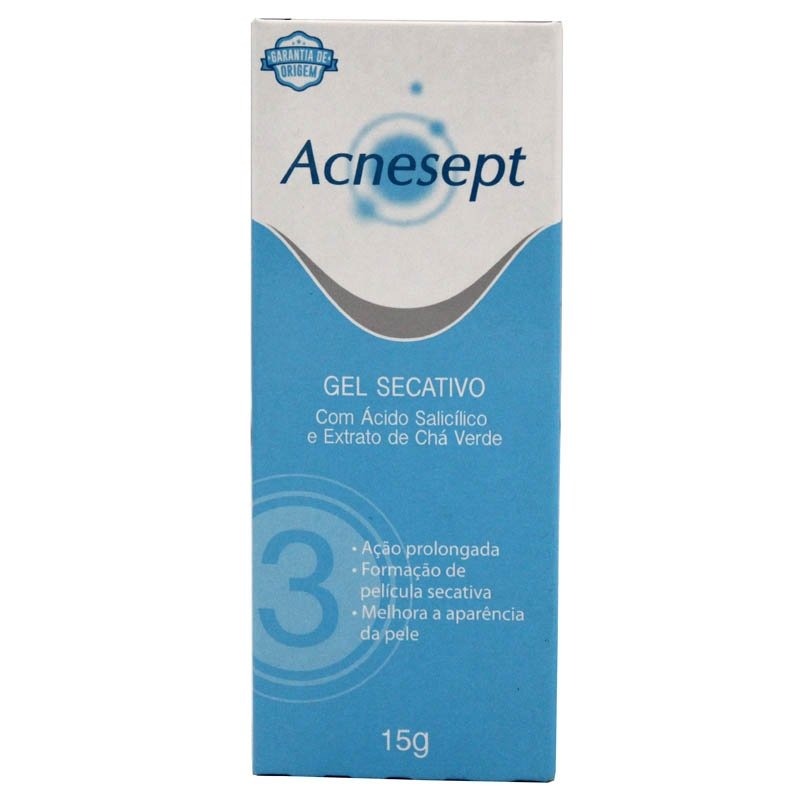 GARANTIA DE
ORIGEM
Acnesept
GEL SECATIVO
Com Ácido Salicílico
e Extrato de Chá Verde
3
• Ação prolongada
• Formação de
película secativa
• Melhora a aparência
da pele
15g